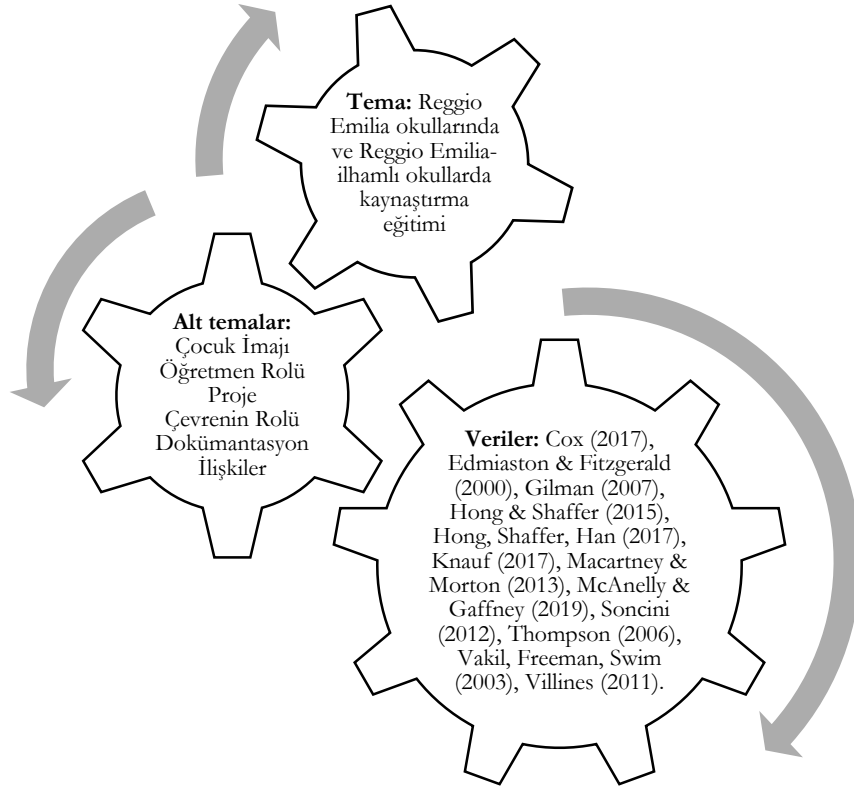 Tema: Reggio
Emilia okullarında
ve Reggio Emilia-
ilhamlı okullarda
kaynaştırma
eğitimi
Alt temalar:
Çocuk İmajı
Öğretmen Rolü
Proje
Çevrenin Rolü
Dokümantasyon
İlişkiler
Veriler: Cox (2017),
Edmiaston & Fitzgerald
(2000), Gilman (2007),
Hong & Shaffer (2015),
Hong, Shaffer, Han (2017),
Knauf (2017), Macartney &
Morton (2013), McAnelly &
Gaffney (2019), Soncini
(2012), Thompson (2006),
Vakil, Freeman, Swim
(2003), Villines (2011).